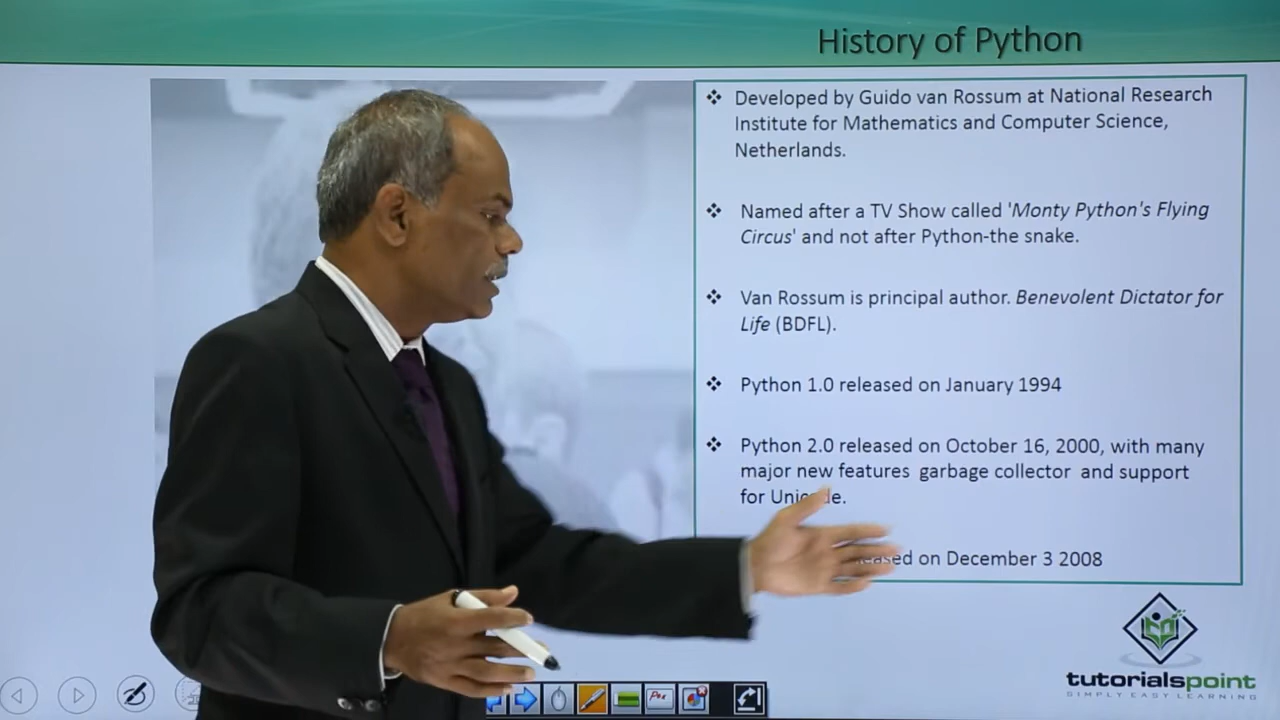 History of Python
Developed by Guido van Rossum at National Research
Institute for Mathematics and Computer Science,
Netherlands.
Named after a TV Show called 'Monty Python's Flying
Circus' and not after Python-the snake.
Van Rossum is principal author. Benevolent Dictator for
Life (BDFL).
Python 1.0 released on January 1994
Python 2.0 released on October 16, 2000, with many
major new features garbage collector and support
for
on December 3 2008
tutorialspoint
SIMPLY EASY LEARNING